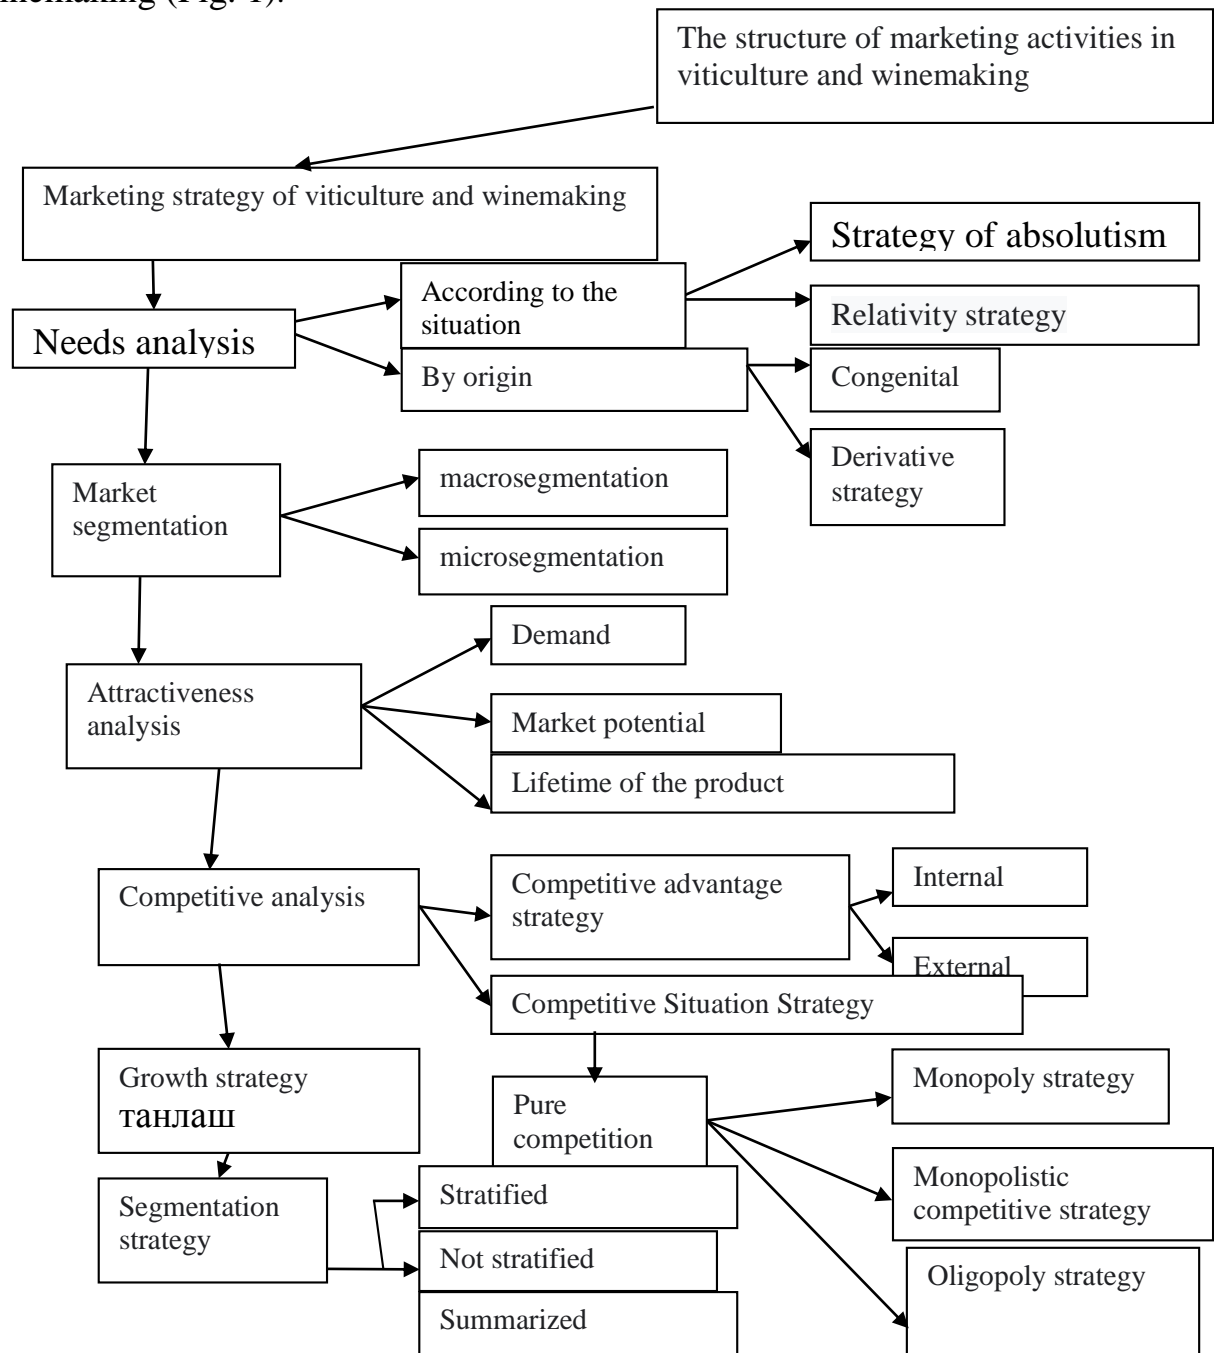 inemaking (Fig. 1).
The structure of marketing activities in
viticulture and winemaking
Marketing strategy of viticulture and winemaking
Strategy of absolutism
According to the
situation
Relativity strategy
Needs analysis
By origin
Congenital
Derivative
strategy
Market
segmentation
macrosegmentation
microsegmentation
Demand
Attractiveness
analysis
Market potential
Lifetime of the product
Competitive analysis
Competitive advantage
strategy
Internal
External
Competitive Situation Strategy
Growth strategy
танлаш
Pure
competition
Monopoly strategy
Monopolistic
competitive strategy
Segmentation
strategy
Stratified
Not stratified
Oligopoly strategy
Summarized